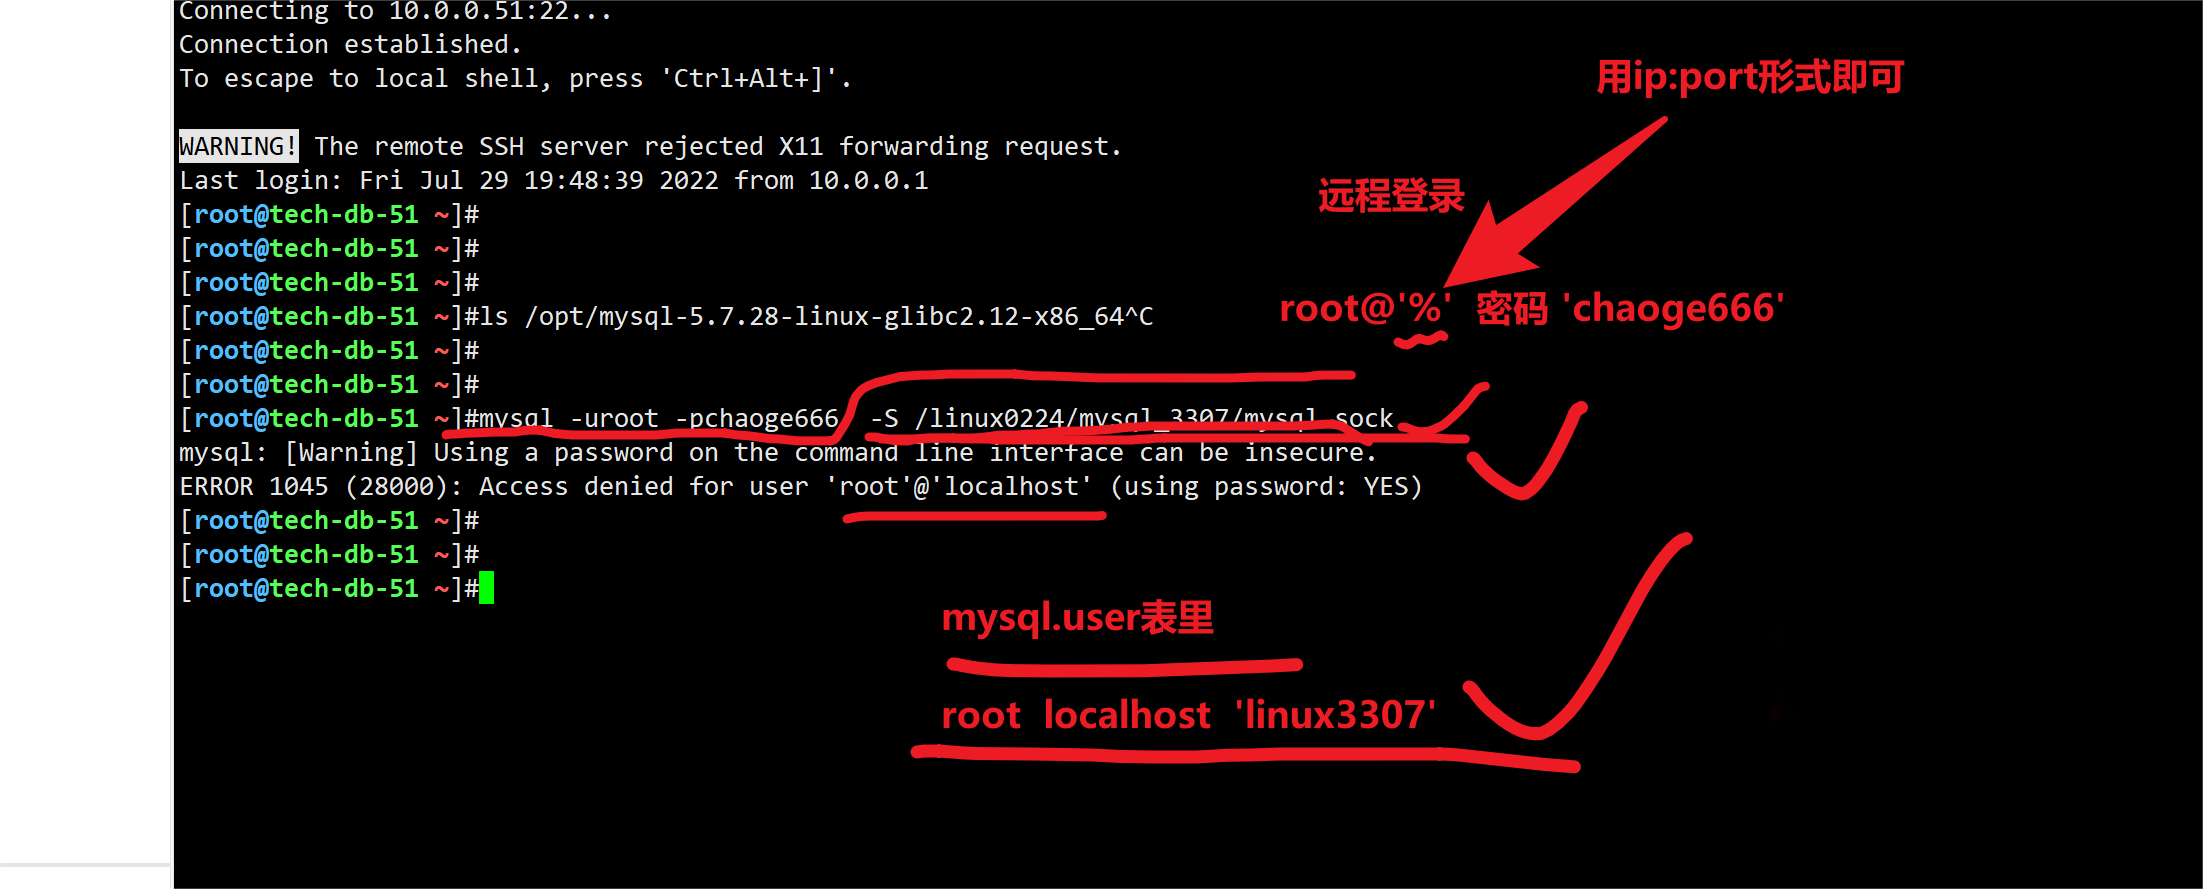 Connecting to 10.0.0.51:22...
Connection established.
To escape to local shell, press 'Ctrl+Alt+]'.
用ip:port形式即可
WARNING! The remote SSH server rejected X11 forwarding request.
Last login: Fri Jul 29 19:48:39 2022 from 10.0.0.1
远程登录
[root@tech-db-51 ~]#
[root@tech-db-51 ~]#
[root@tech-db-51 ~]#
[root@tech-db-51 ~]#ls /opt/mysql-5.7.28-linux-glibc2.12-x86_64^C
root@'%' 密码 'chaoge666'
[root@tech-db-51 ~]#
[root@tech-db-51 ~]#
[root@tech-db-51 ~]#mysql -uroot -pchaoge666  -S /linux0224/mysql_3307/mysql.sock
mysql: [Warning] Using a password on the command line interface can be insecure.
ERROR 1045 (28000): Access denied for user 'root'@'localhost' (using password: YES)
[root@tech-db-51 ~]#
[root@tech-db-51 ~]#
[root@tech-db-51 ~]#
mysql.user表里
root localhost 'linux3307'